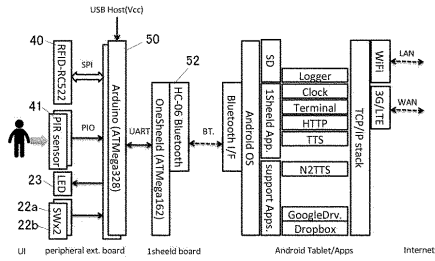 USB Host(Vcc)
40
50
RFID-RC522
SPI
Arduino (ATMega328)
52
HC-06 Bluetooth
OneShield (ATMega162)
41
PIR sensor
PIO
UART
BT.
23
LED
22a
22b
SWx2
Bluetooth I/F
Android OS
SD
1Sheild App.
support Apps.
Logger
Clock
Terminal
HTTP
TTS
N2TTS
GoogleDrv.
Dropbox
TCP/IP stack
WiFi
3G/LTE
LAN
WAN
UI
peripheral ext. board
1sheeld board
Android Tablet/Apps
Internet